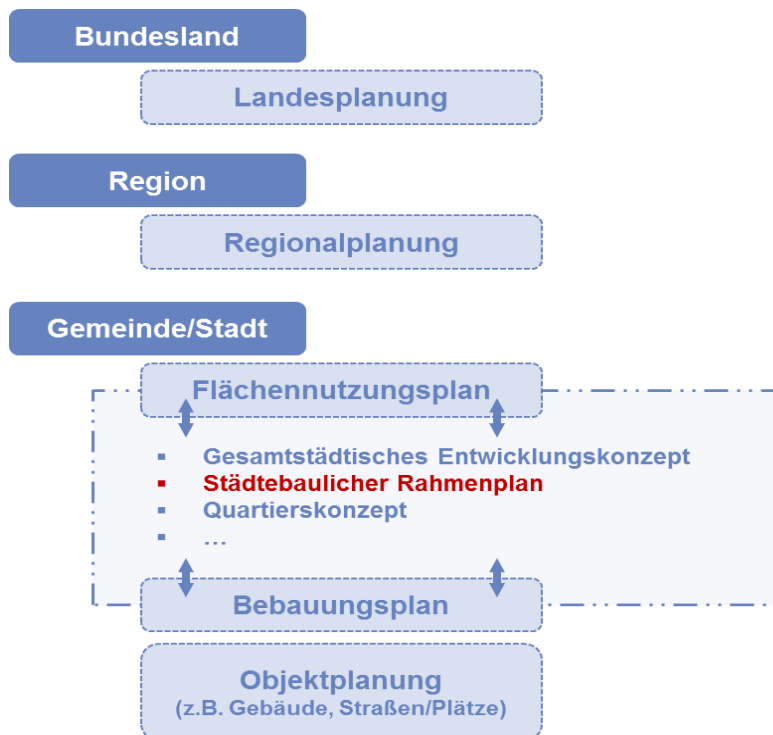 Bundesland
Landesplanung
Region
Regionalplanung
Gemeinde/Stadt
Flächennutzungsplan
▪ Gesamtstädtisches Entwicklungskonzept
▪ Städtebaulicher Rahmenplan
▪ Quartierskonzept
▪ ...
Bebauungsplan
Objektplanung
(z.B. Gebäude, Straßen/Plätze)